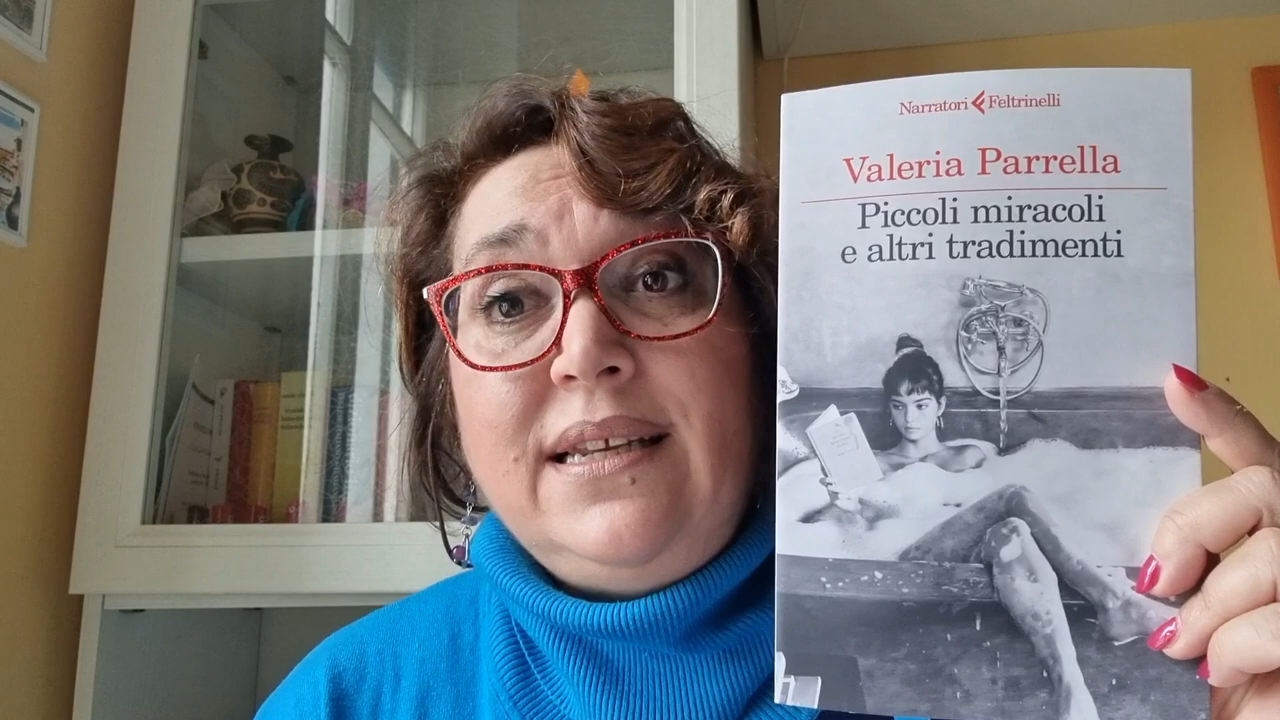 Narratori Feltrinelli
Valeria Parrella
Piccoli miracoli
e altri tradimenti